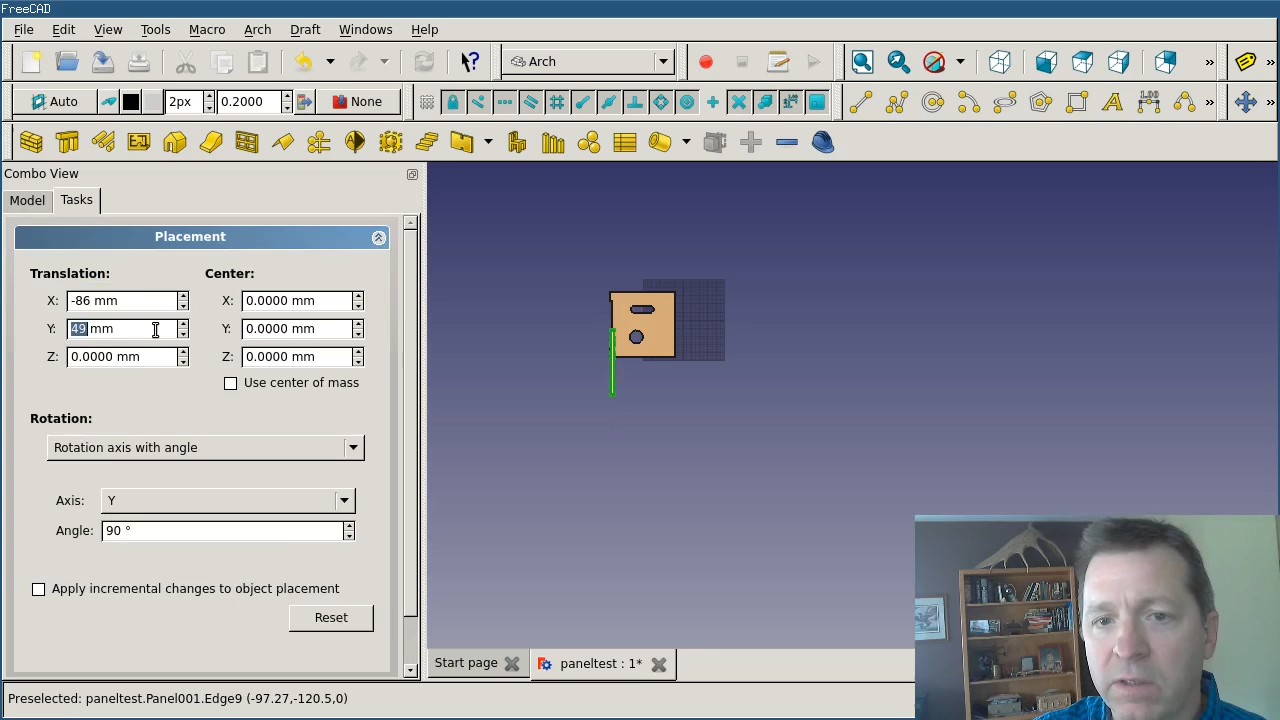 FreeCAD
File Edit View Tools Macro Arch Draft Windows Help
Arch
Auto 2px 0.2000 None
1.00
Combo View
Model Tasks
Placement
Translation: Center:
X: -86 mm X: 0.0000 mm
Y: 49 mm Y: 0.0000 mm
Z: 0.0000 mm Z: 0.0000 mm
Use center of mass
Rotation:
Rotation axis with angle
Axis: Y
Angle: 90 °
Apply incremental changes to object placement
Reset
Start page paneltest : 1*
Preselected: paneltest.Panel001.Edge9 (-97.27,-120.5,0)